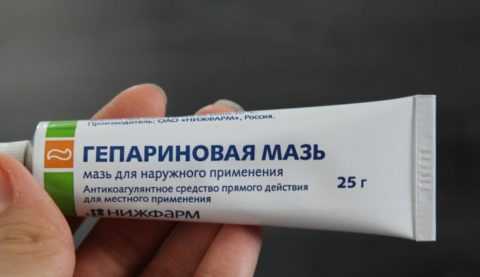 Производитель: ОАО «НИЖФАРМ», Россия.
ГЕПАРИНОВАЯ МАЗЬ
мазь для наружного применения
25 г
Антикоагулянтное средство прямого действия
для местного применения
НИЖФАРМ